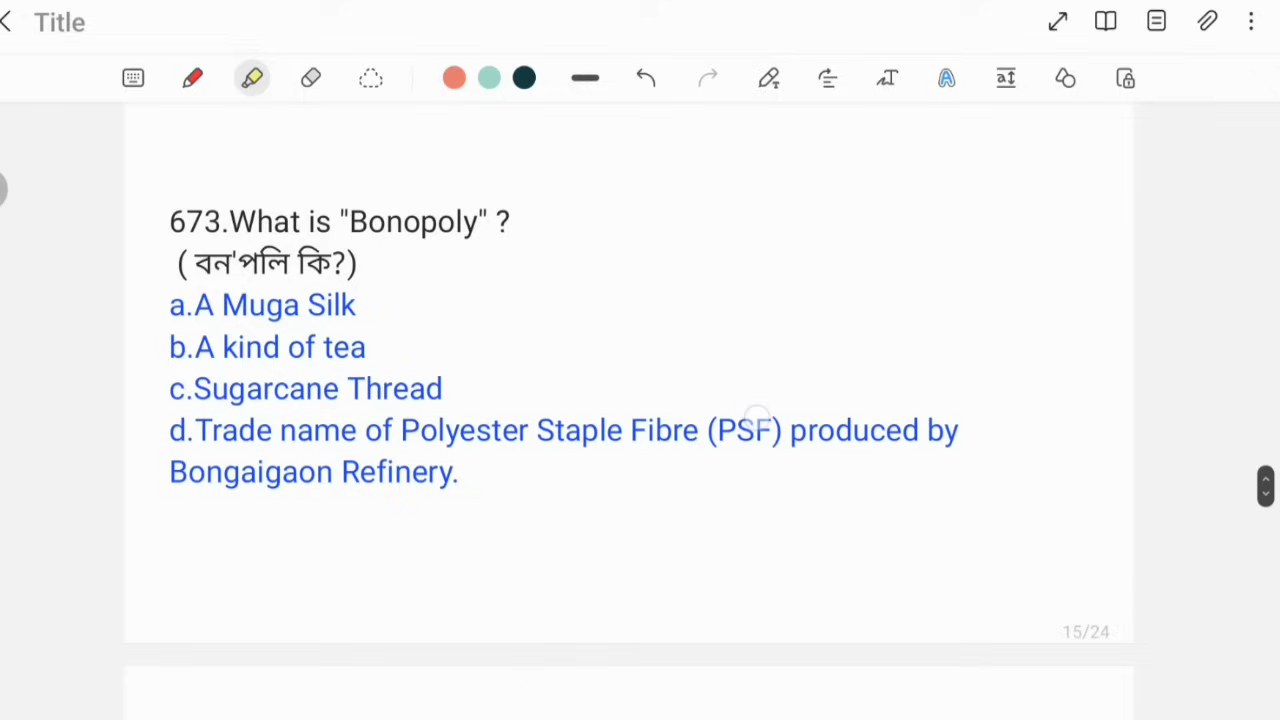 Title
673.What is "Bonopoly" ?
( বন'পলি কি?)
a.A Muga Silk
b.A kind of tea
c.Sugarcane Thread
d.Trade name of Polyester Staple Fibre (PSF) produced by
Bongaigaon Refinery.
15/24